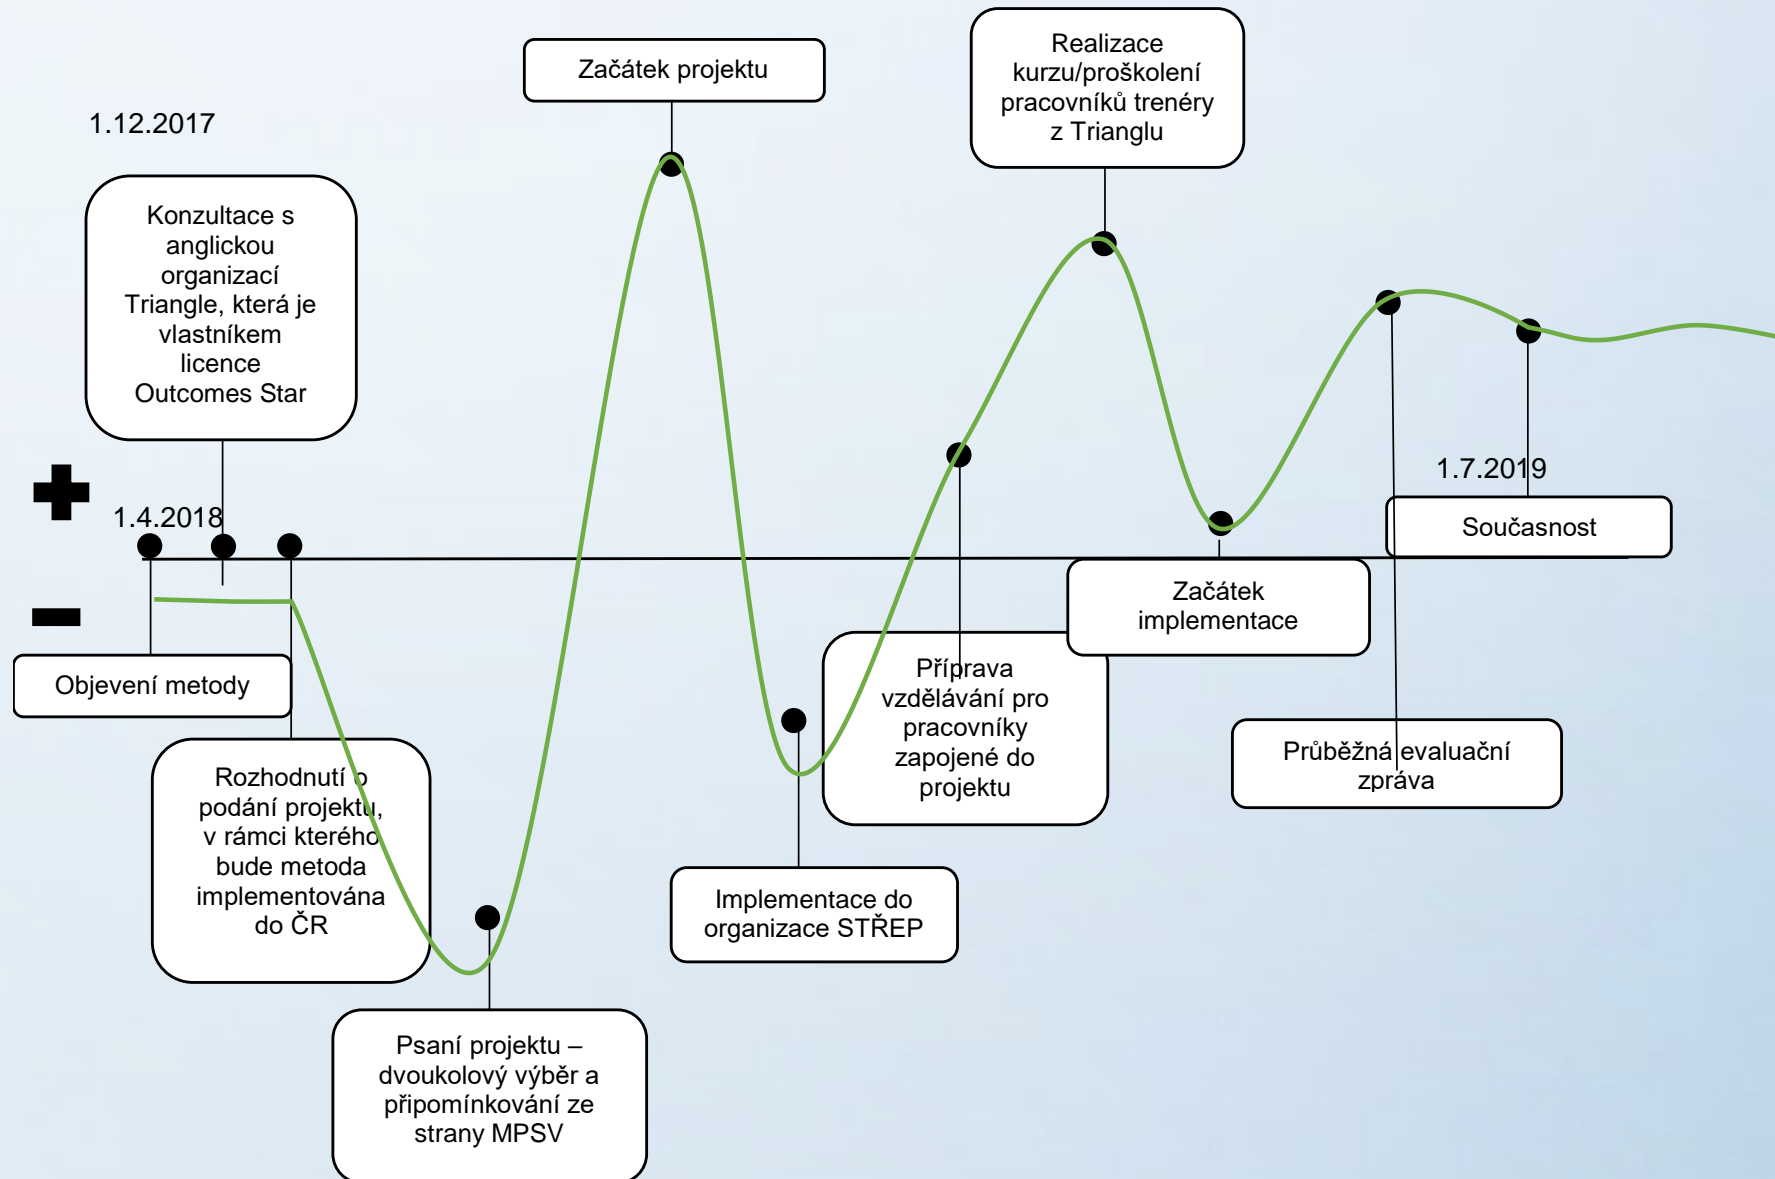 1.12.2017
Konzultace s
anglickou
organizací
Triangle, která je
vlastníkem
licence
Outcomes Star
1.4.2018
Objevení metody
Rozhodnutí o
podání projektu,
v rámci kterého
bude metoda
implementována
do ČR
Psaní projektu –
dvoukolový výběr a
připomínkování ze
strany MPSV
Začátek projektu
Implementace do
organizace STŘEP
Příprava
vzdělávání pro
pracovníky
zapojené do
projektu
Realizace
kurzu/proškolení
pracovníků trenéry
z Trianglu
Začátek
implementace
Průběžná evaluační
zpráva
1.7.2019
Současnost